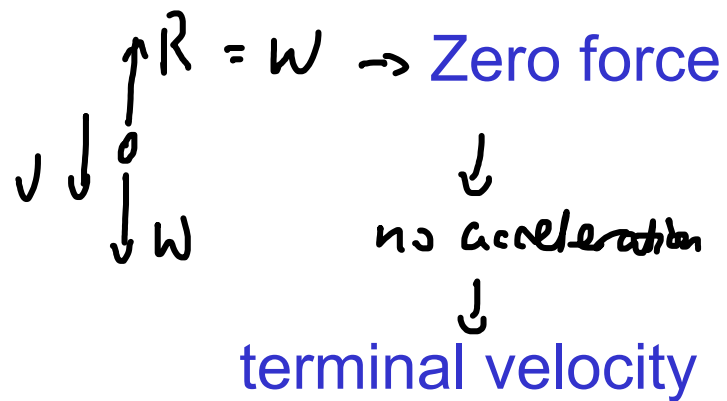 R = W → Zero force
v
W
no acceleration
terminal velocity